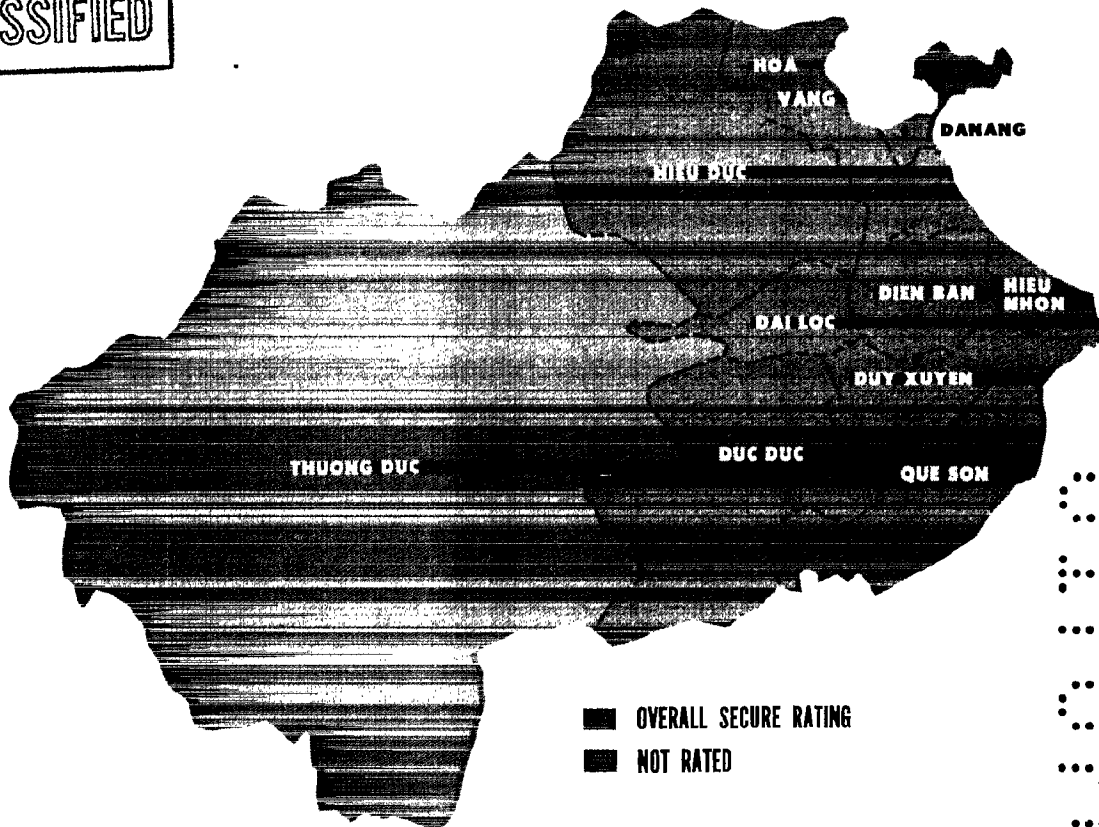 SSIFIED
HOA
VANG
DANANG
HIEU DUC
DIEN BAN
HIEU
NHON
DAI LOC
DUY XUYEN
THUONG DUC
DUC DUC
QUE SON
OVERALL SECURE RATING
NOT RATED